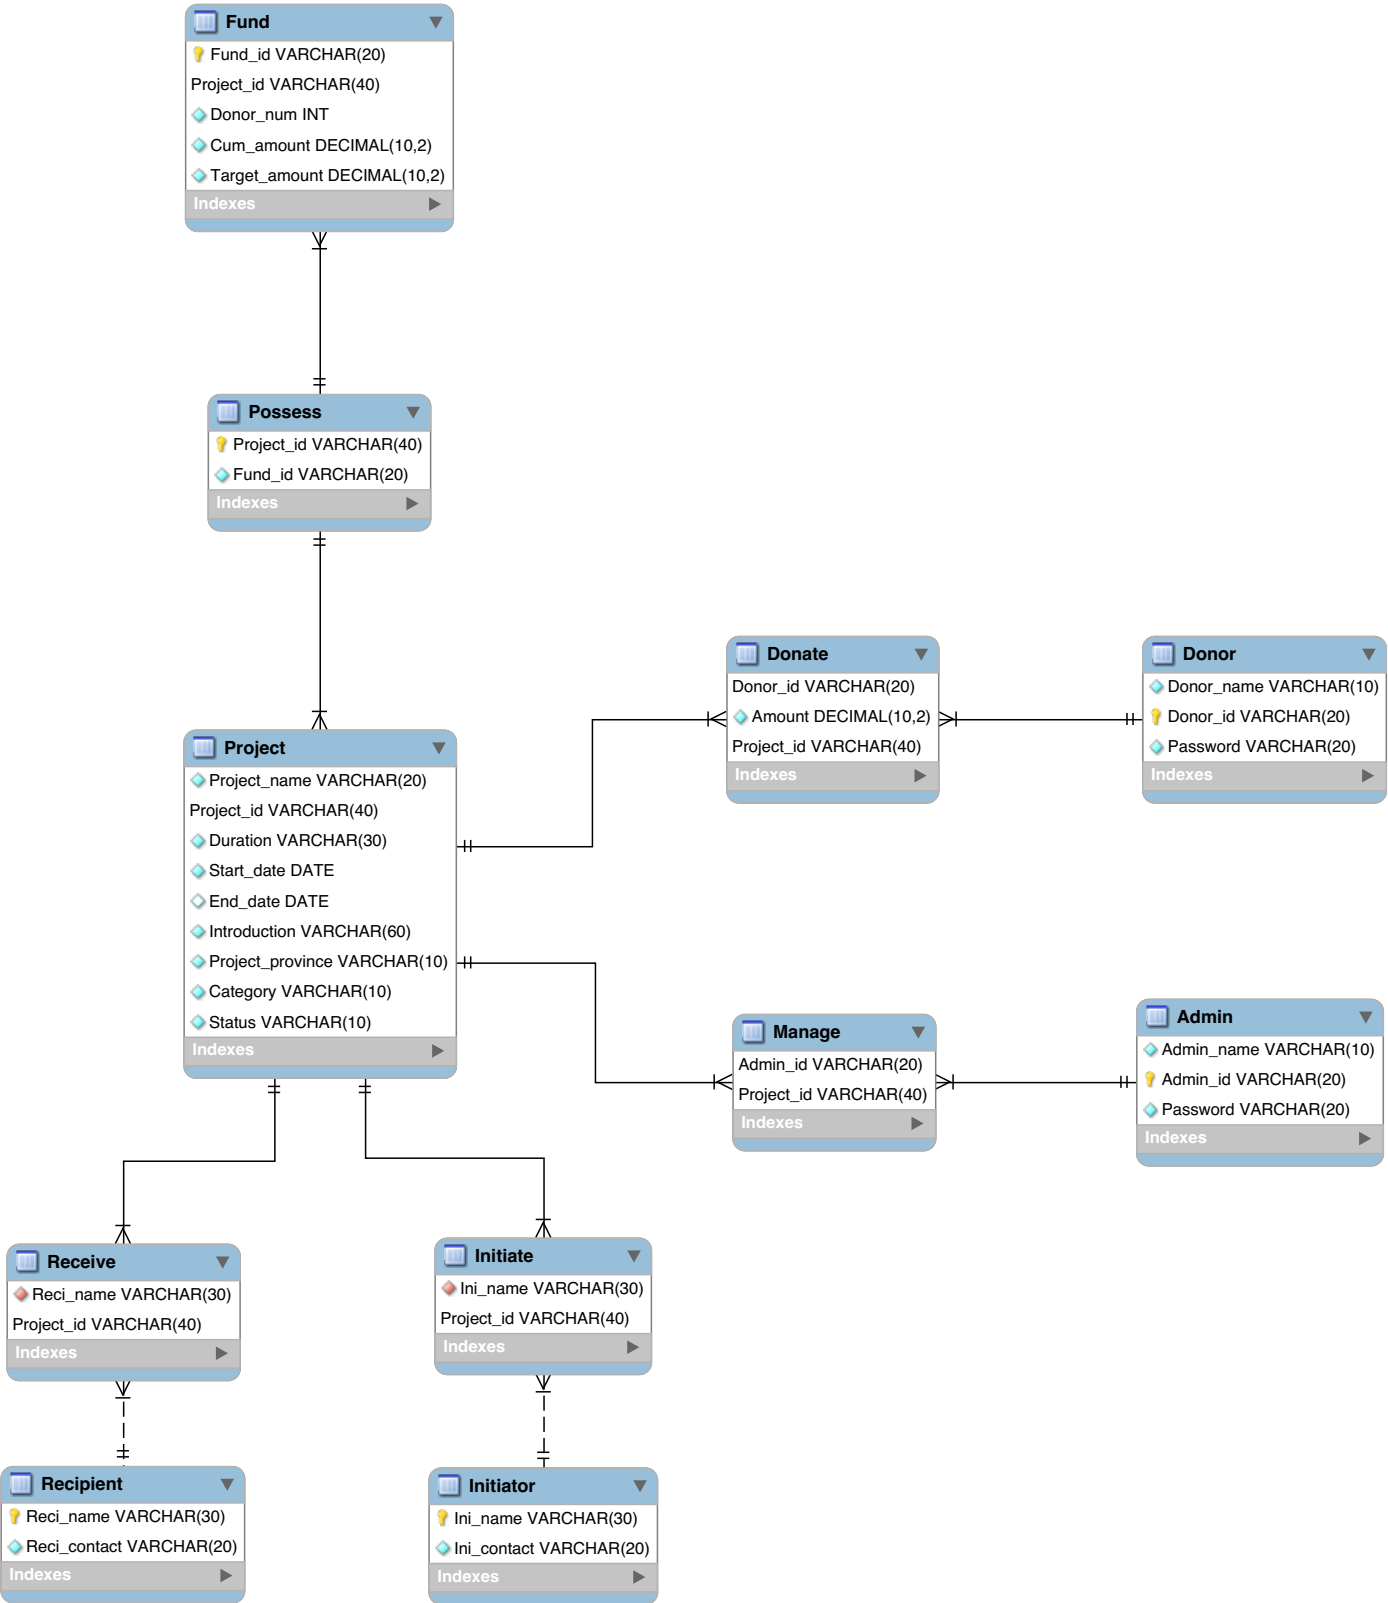 Fund
Fund_id VARCHAR(20)
Project_id VARCHAR(40)
Donor_num INT
Cum_amount DECIMAL(10,2)
Target_amount DECIMAL(10,2)
Indexes
Possess
Project_id VARCHAR(40)
Fund_id VARCHAR(20)
Indexes
Project
Project_name VARCHAR(20)
Project_id VARCHAR(40)
Duration VARCHAR(30)
Start_date DATE
End_date DATE
Introduction VARCHAR(60)
Project_province VARCHAR(10)
Category VARCHAR(10)
Status VARCHAR(10)
Indexes
Donate
Donor_id VARCHAR(20)
Amount DECIMAL(10,2)
Project_id VARCHAR(40)
Indexes
Donor
Donor_name VARCHAR(10)
Donor_id VARCHAR(20)
Password VARCHAR(20)
Indexes
Manage
Admin_id VARCHAR(20)
Project_id VARCHAR(40)
Indexes
Admin
Admin_name VARCHAR(10)
Admin_id VARCHAR(20)
Password VARCHAR(20)
Indexes
Receive
Reci_name VARCHAR(30)
Project_id VARCHAR(40)
Indexes
Initiate
Ini_name VARCHAR(30)
Project_id VARCHAR(40)
Indexes
Recipient
Reci_name VARCHAR(30)
Reci_contact VARCHAR(20)
Indexes
Initiator
Ini_name VARCHAR(30)
Ini_contact VARCHAR(20)
Indexes